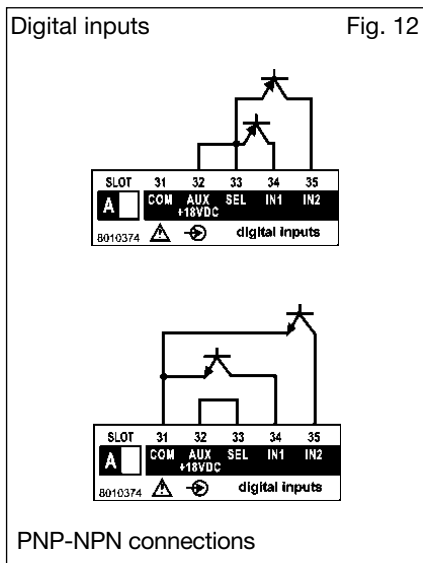 Digital inputs Fig. 12
SLOT 31 32 33 34 35
A COM AUX +18VDC SEL IN1 IN2
8010374 digital inputs
SLOT 31 32 33 34 35
A COM AUX +18VDC SEL IN1 IN2
8010374 digital inputs
PNP-NPN connections